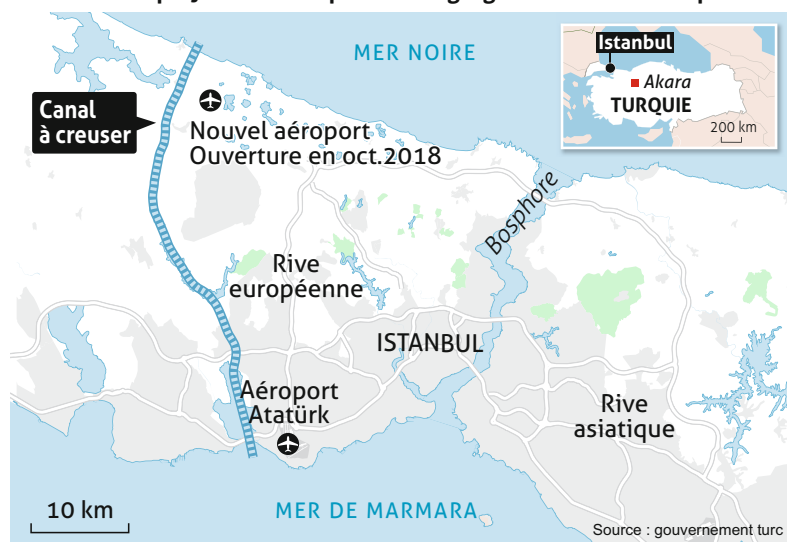 MER NOIRE
Istanbul
Akara
TURQUIE
200 km
Canal
à creuser
Nouvel aéroport
Ouverture en oct.2018
Bosphore
Rive
européenne
ISTANBUL
Aéroport
Atatürk
Rive
asiatique
10 km
MER DE MARMARA
Source : gouvernement turc